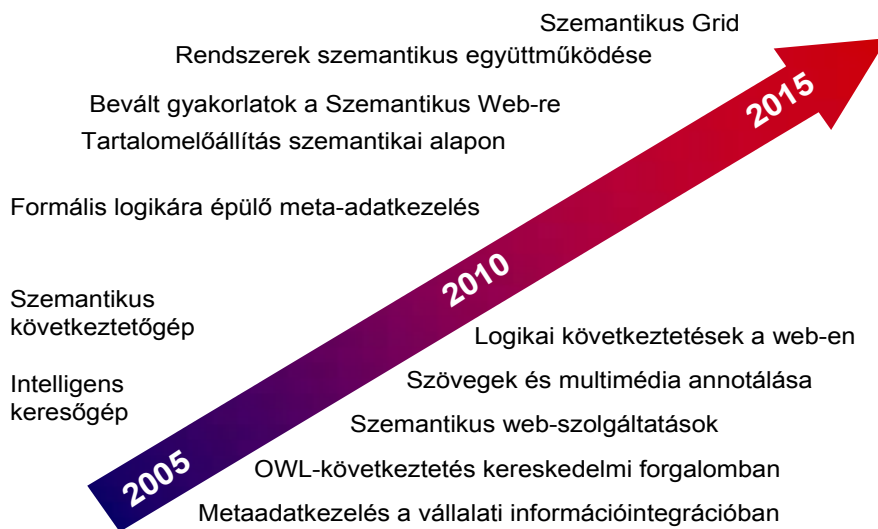 Szemantikus Grid
Rendszerek szemantikus együttműködése
2015
Bevált gyakorlatok a Szemantikus Web-re
Tartalomelőállítás szemantikai alapon
Formális logikára épülő meta-adatkezelés
2010
Szemantikus
következtetőgép
Logikai következtetések a web-en
Intelligens
keresőgép
Szövegek és multimédia annotálása
Szemantikus web-szolgáltatások
2005
OWL-következtetés kereskedelmi forgalomban
Metaadatkezelés a vállalati információintegrációban